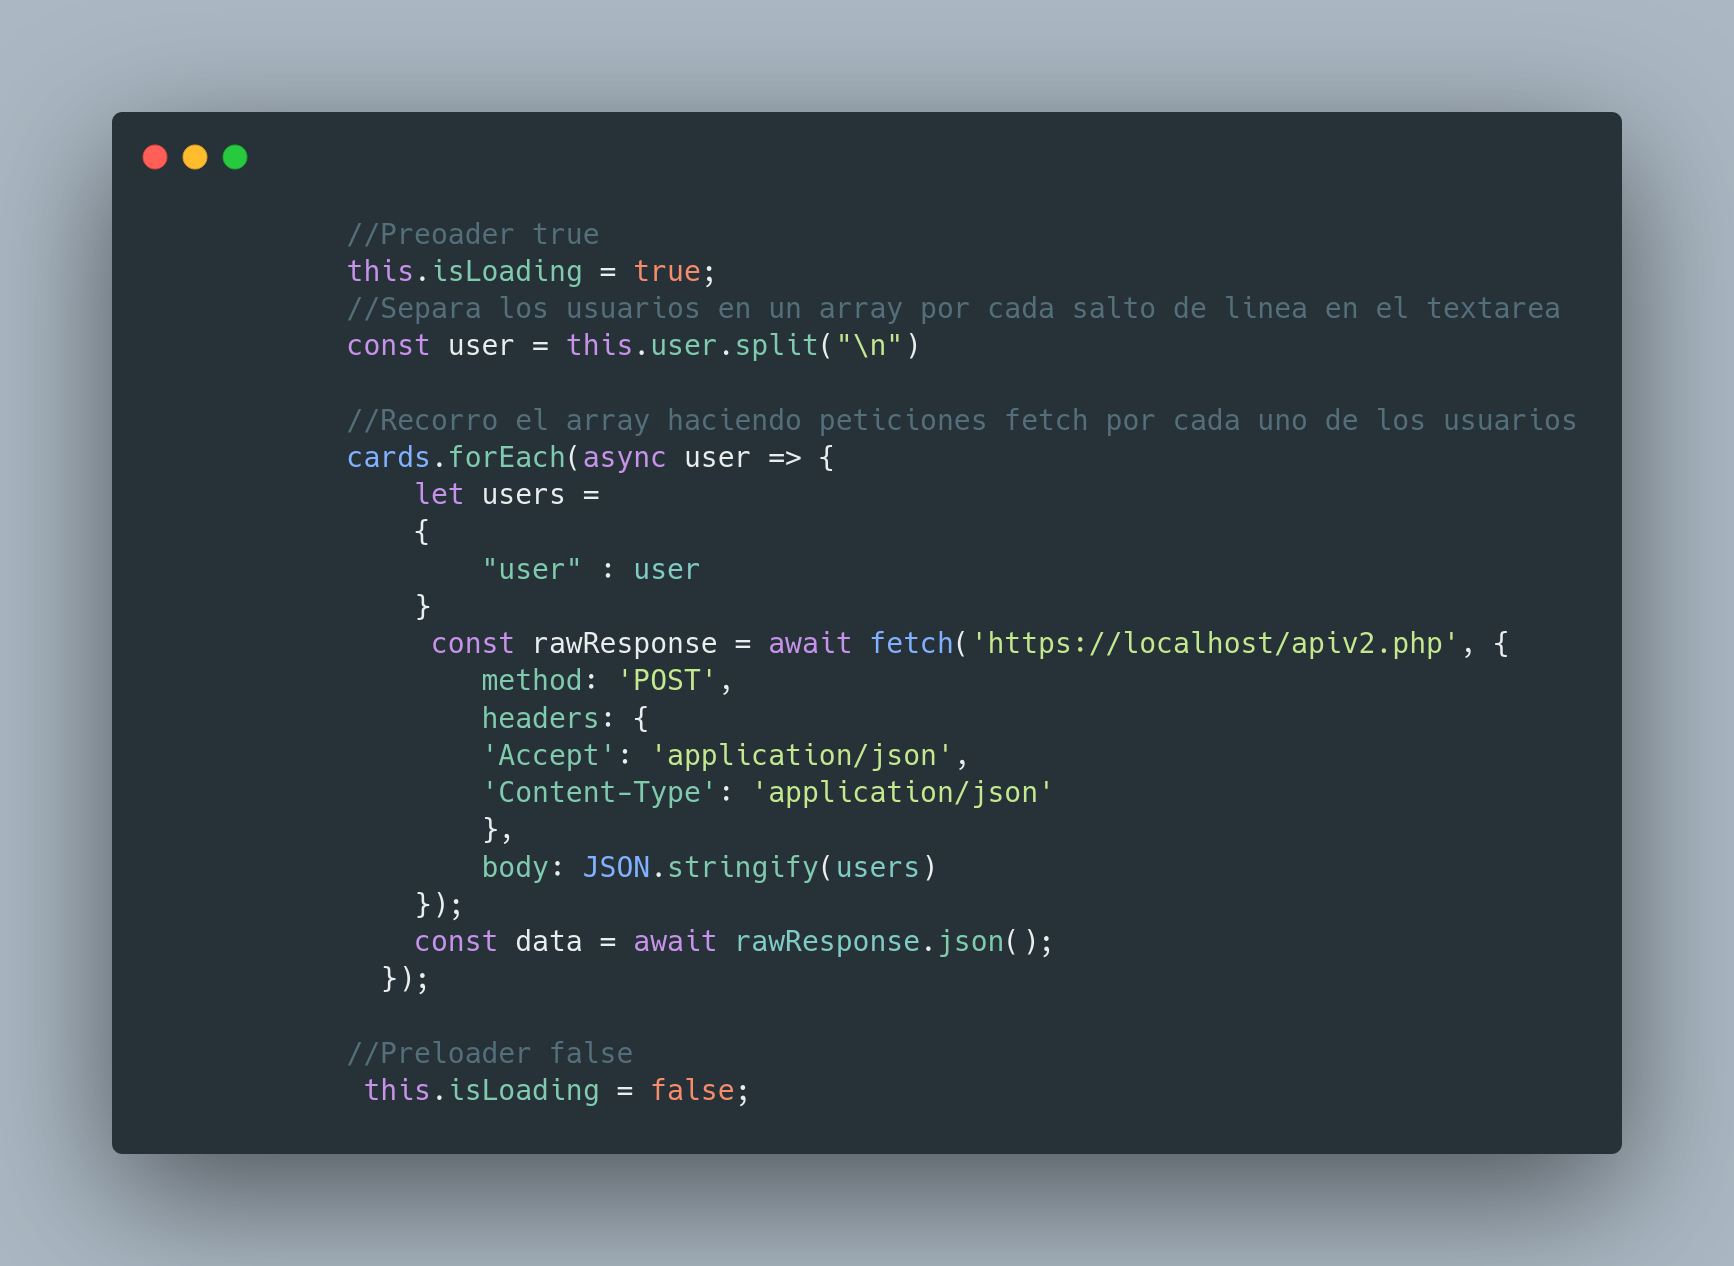 //Preoader true
this.isLoading = true;
//Separa los usuarios en un array por cada salto de linea en el textarea
const user = this.user.split("\n")
//Recorro el array haciendo peticiones fetch por cada uno de los usuarios
cards.forEach(async user => {
let users =
{
"user" : user
}
const rawResponse = await fetch('https://localhost/apiv2.php', {
method: 'POST',
headers: {
'Accept': 'application/json',
'Content-Type': 'application/json'
},
body: JSON.stringify(users)
});
const data = await rawResponse.json();
});
//Preloader false
this.isLoading = false;